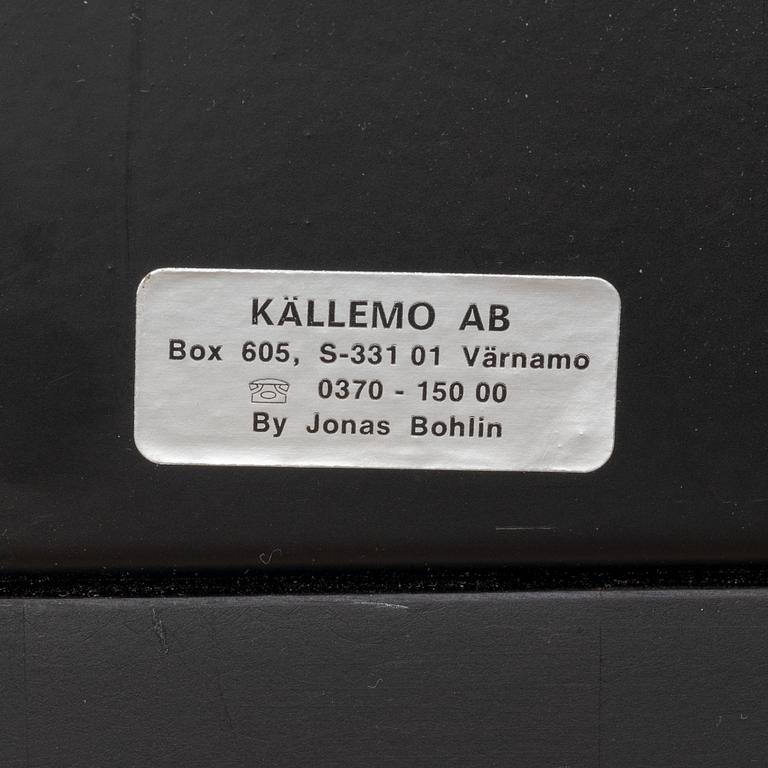 KÄLLEMO AB
Box 605, S-331 01 Värnamo
0370 - 150 00
By Jonas Bohlin